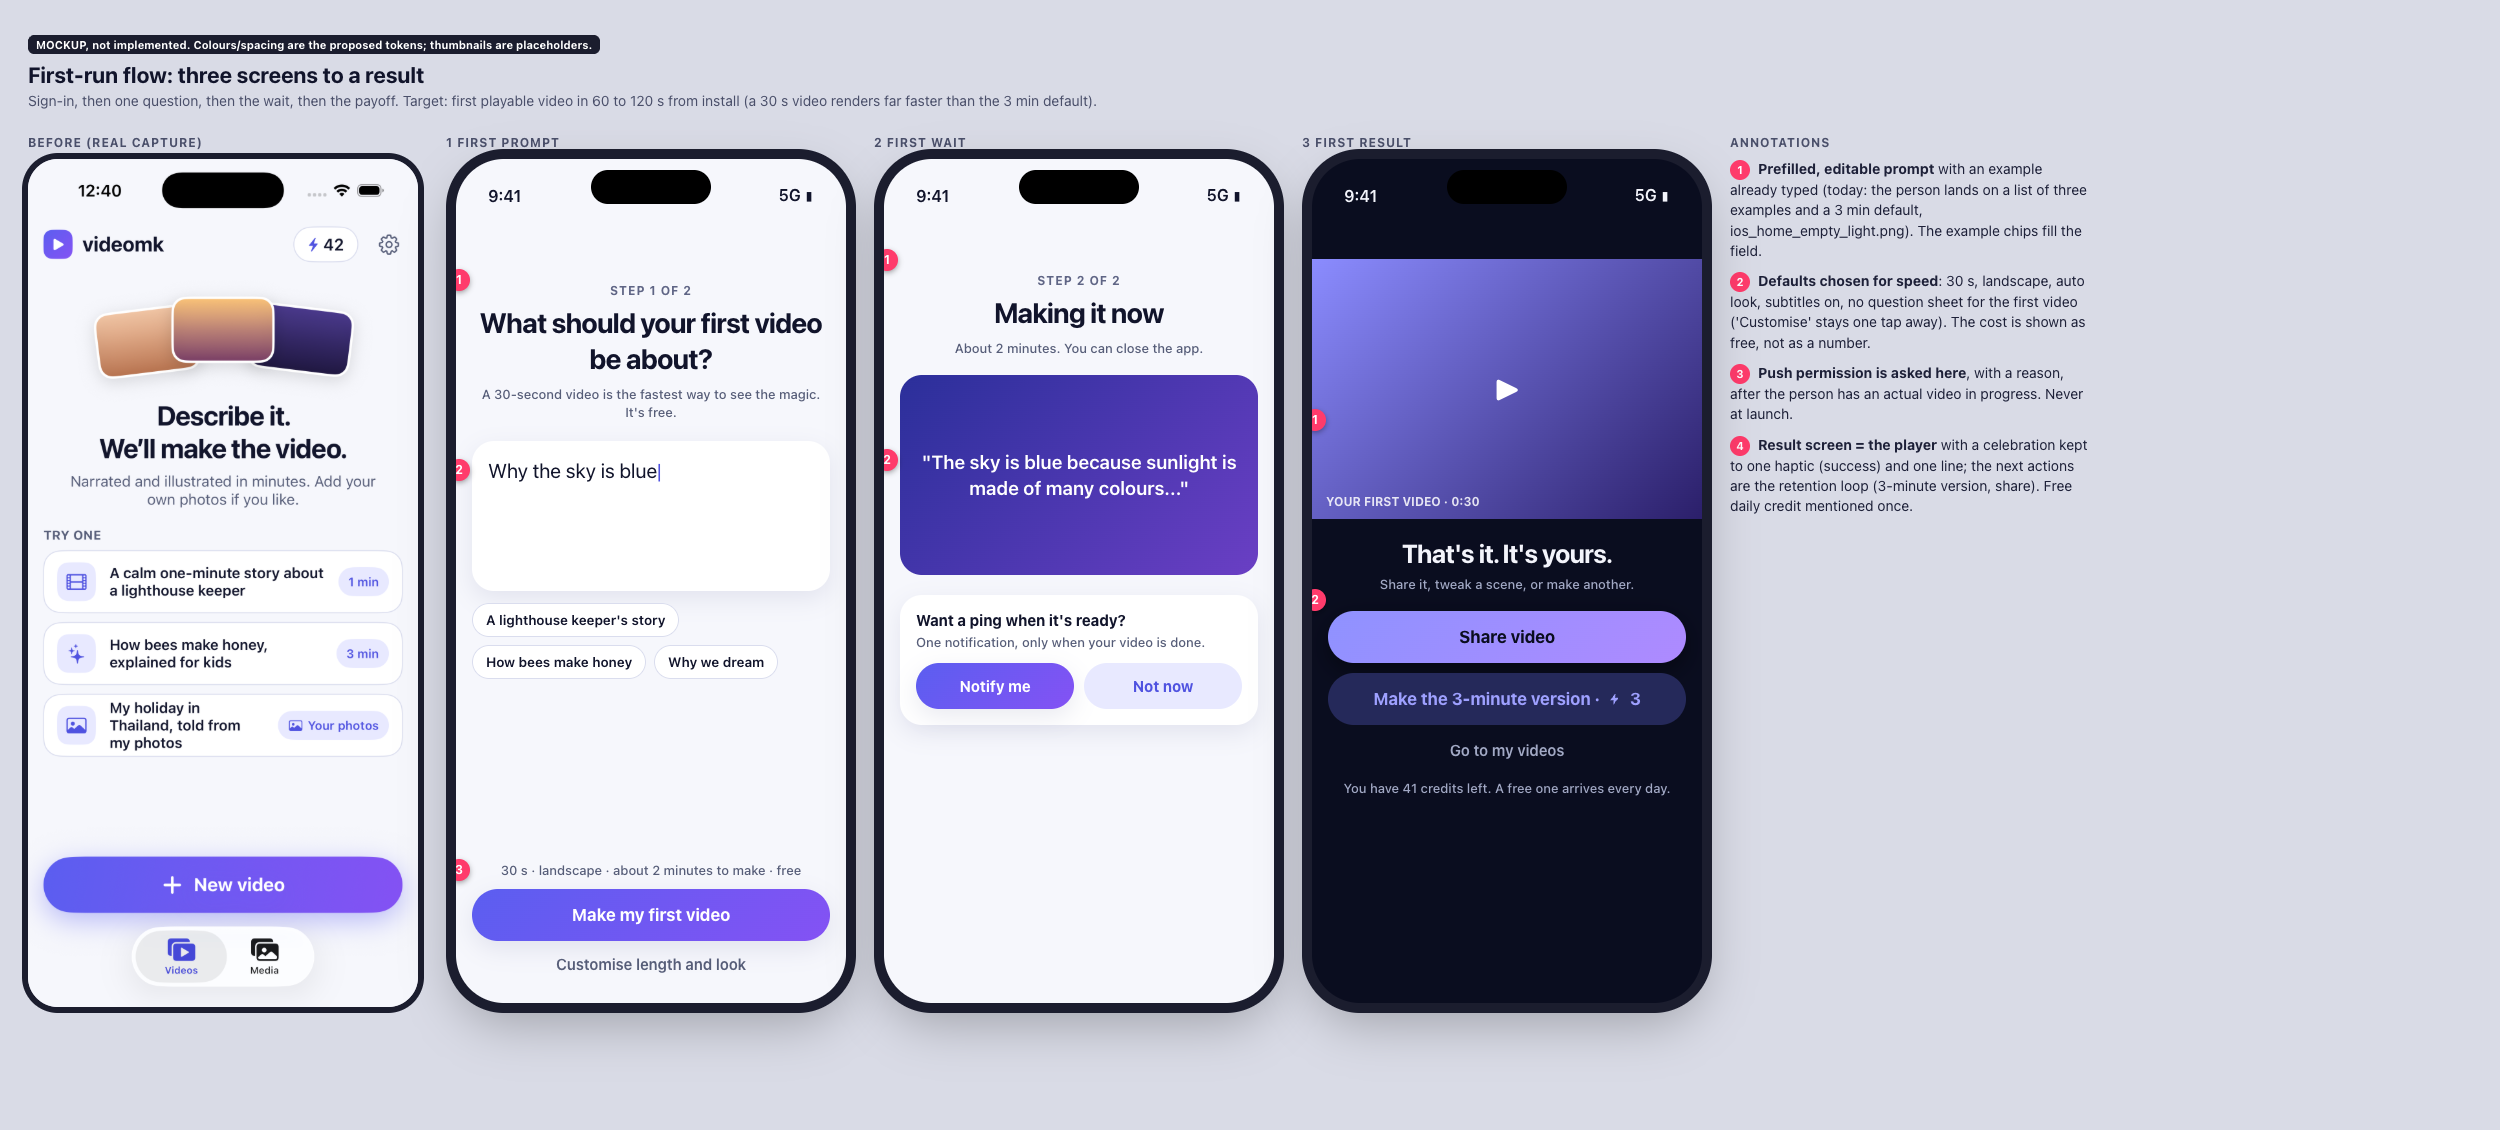 MOCKUP, not implemented. Colours/spacing are the proposed tokens; thumbnails are placeholders.
First-run flow: three screens to a result
Sign-in, then one question, then the wait, then the payoff. Target: first playable video in 60 to 120 s from install (a 30 s video renders far faster than the 3 min default).
BEFORE (REAL CAPTURE)
12:40
videomk
42
Describe it.
We'll make the video.
Narrated and illustrated in minutes. Add your
own photos if you like.
TRY ONE
A calm one-minute story about
a lighthouse keeper
1 min
How bees make honey,
explained for kids
3 min
My holiday in
Thailand, told from
my photos
Your photos
New video
Videos
Media
1 FIRST PROMPT
9:41
5G
1
STEP 1 OF 2
What should your first video
be about?
A 30-second video is the fastest way to see the magic.
It's free.
2
Why the sky is blue
A lighthouse keeper's story
How bees make honey
Why we dream
3
30 s · landscape · about 2 minutes to make · free
Make my first video
Customise length and look
2 FIRST WAIT
9:41
5G
1
STEP 2 OF 2
Making it now
About 2 minutes. You can close the app.
2
"The sky is blue because sunlight is
made of many colours..."
Want a ping when it's ready?
One notification, only when your video is done.
Notify me
Not now
3 FIRST RESULT
9:41
5G
1
YOUR FIRST VIDEO · 0:30
That's it. It's yours.
Share it, tweak a scene, or make another.
2
Share video
Make the 3-minute version · 3
Go to my videos
You have 41 credits left. A free one arrives every day.
ANNOTATIONS
1 Prefilled, editable prompt with an example
already typed (today: the person lands on a list of three
examples and a 3 min default,
ios_home_empty_light.png). The example chips fill the
field.
2 Defaults chosen for speed: 30 s, landscape, auto
look, subtitles on, no question sheet for the first video
('Customise' stays one tap away). The cost is shown as
free, not as a number.
3 Push permission is asked here, with a reason,
after the person has an actual video in progress. Never
at launch.
4 Result screen = the player with a celebration kept
to one haptic (success) and one line; the next actions
are the retention loop (3-minute version, share). Free
daily credit mentioned once.